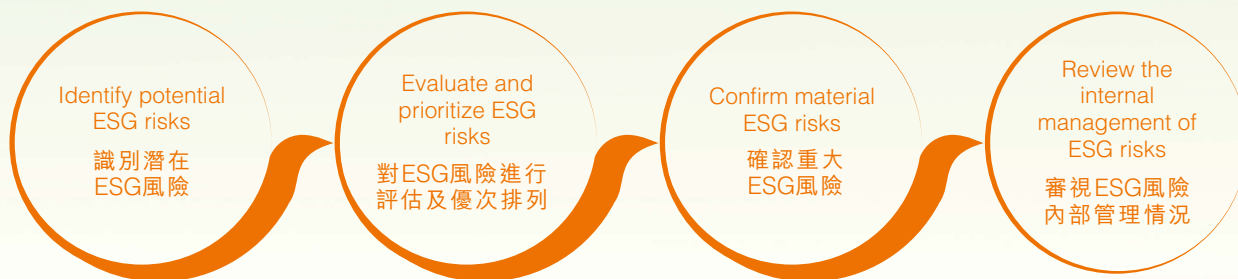 Identify potential
ESG risks
識別潛在
ESG風險
Evaluate and
prioritize ESG
risks
對ESG風險進行
評估及優次排列
Confirm material
ESG risks
確認重大
ESG風險
Review the
internal
management of
ESG risks
審視ESG風險
內部管理情況